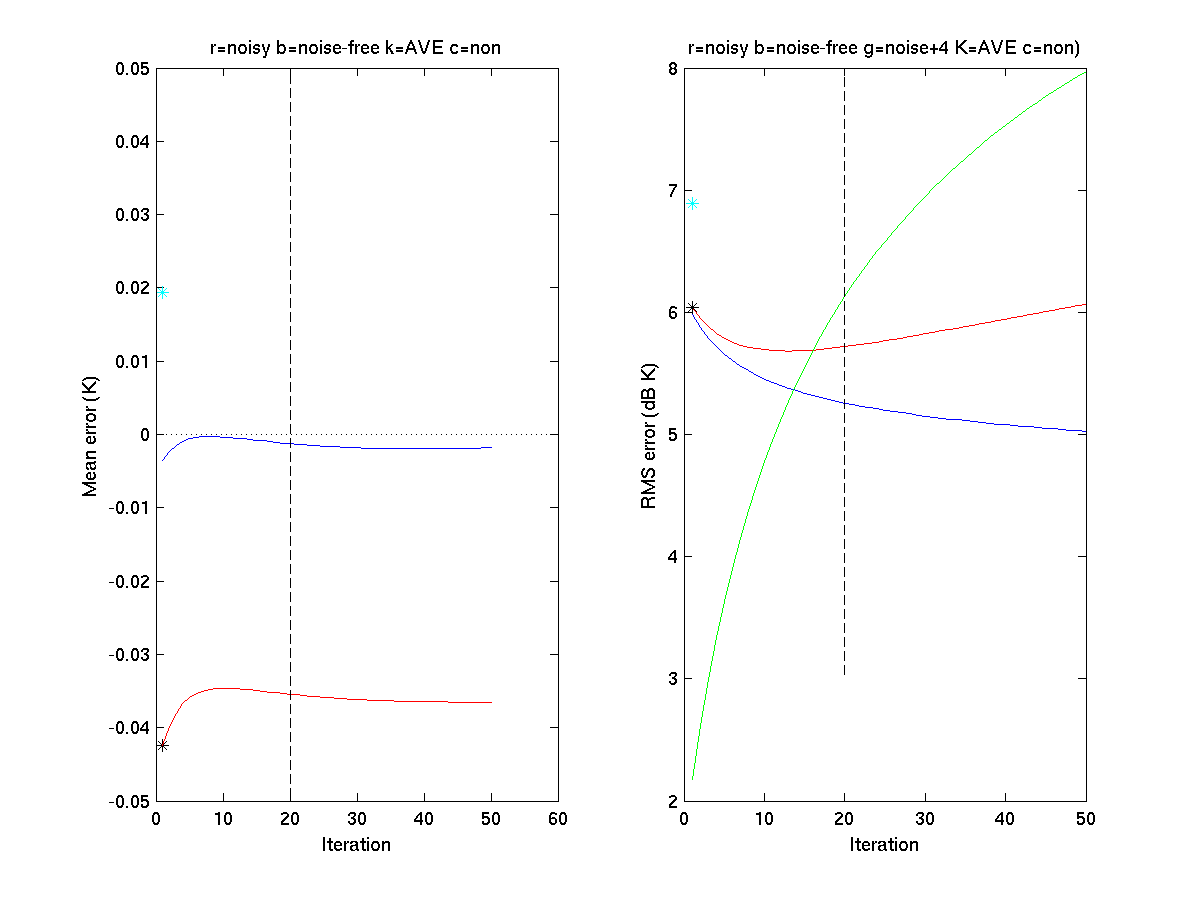 r=noisy b=noise-free k=AVE c=non
0.05
0.04
0.03
0.02
0.01
0
-0.01
-0.02
-0.03
-0.04
-0.05
Mean error (K)
0 10 20 30 40 50 60
Iteration
r=noisy b=noise-free g=noise+4 K=AVE c=non)
8
7
6
5
4
3
2
RMS error (dB K)
0 10 20 30 40 50
Iteration